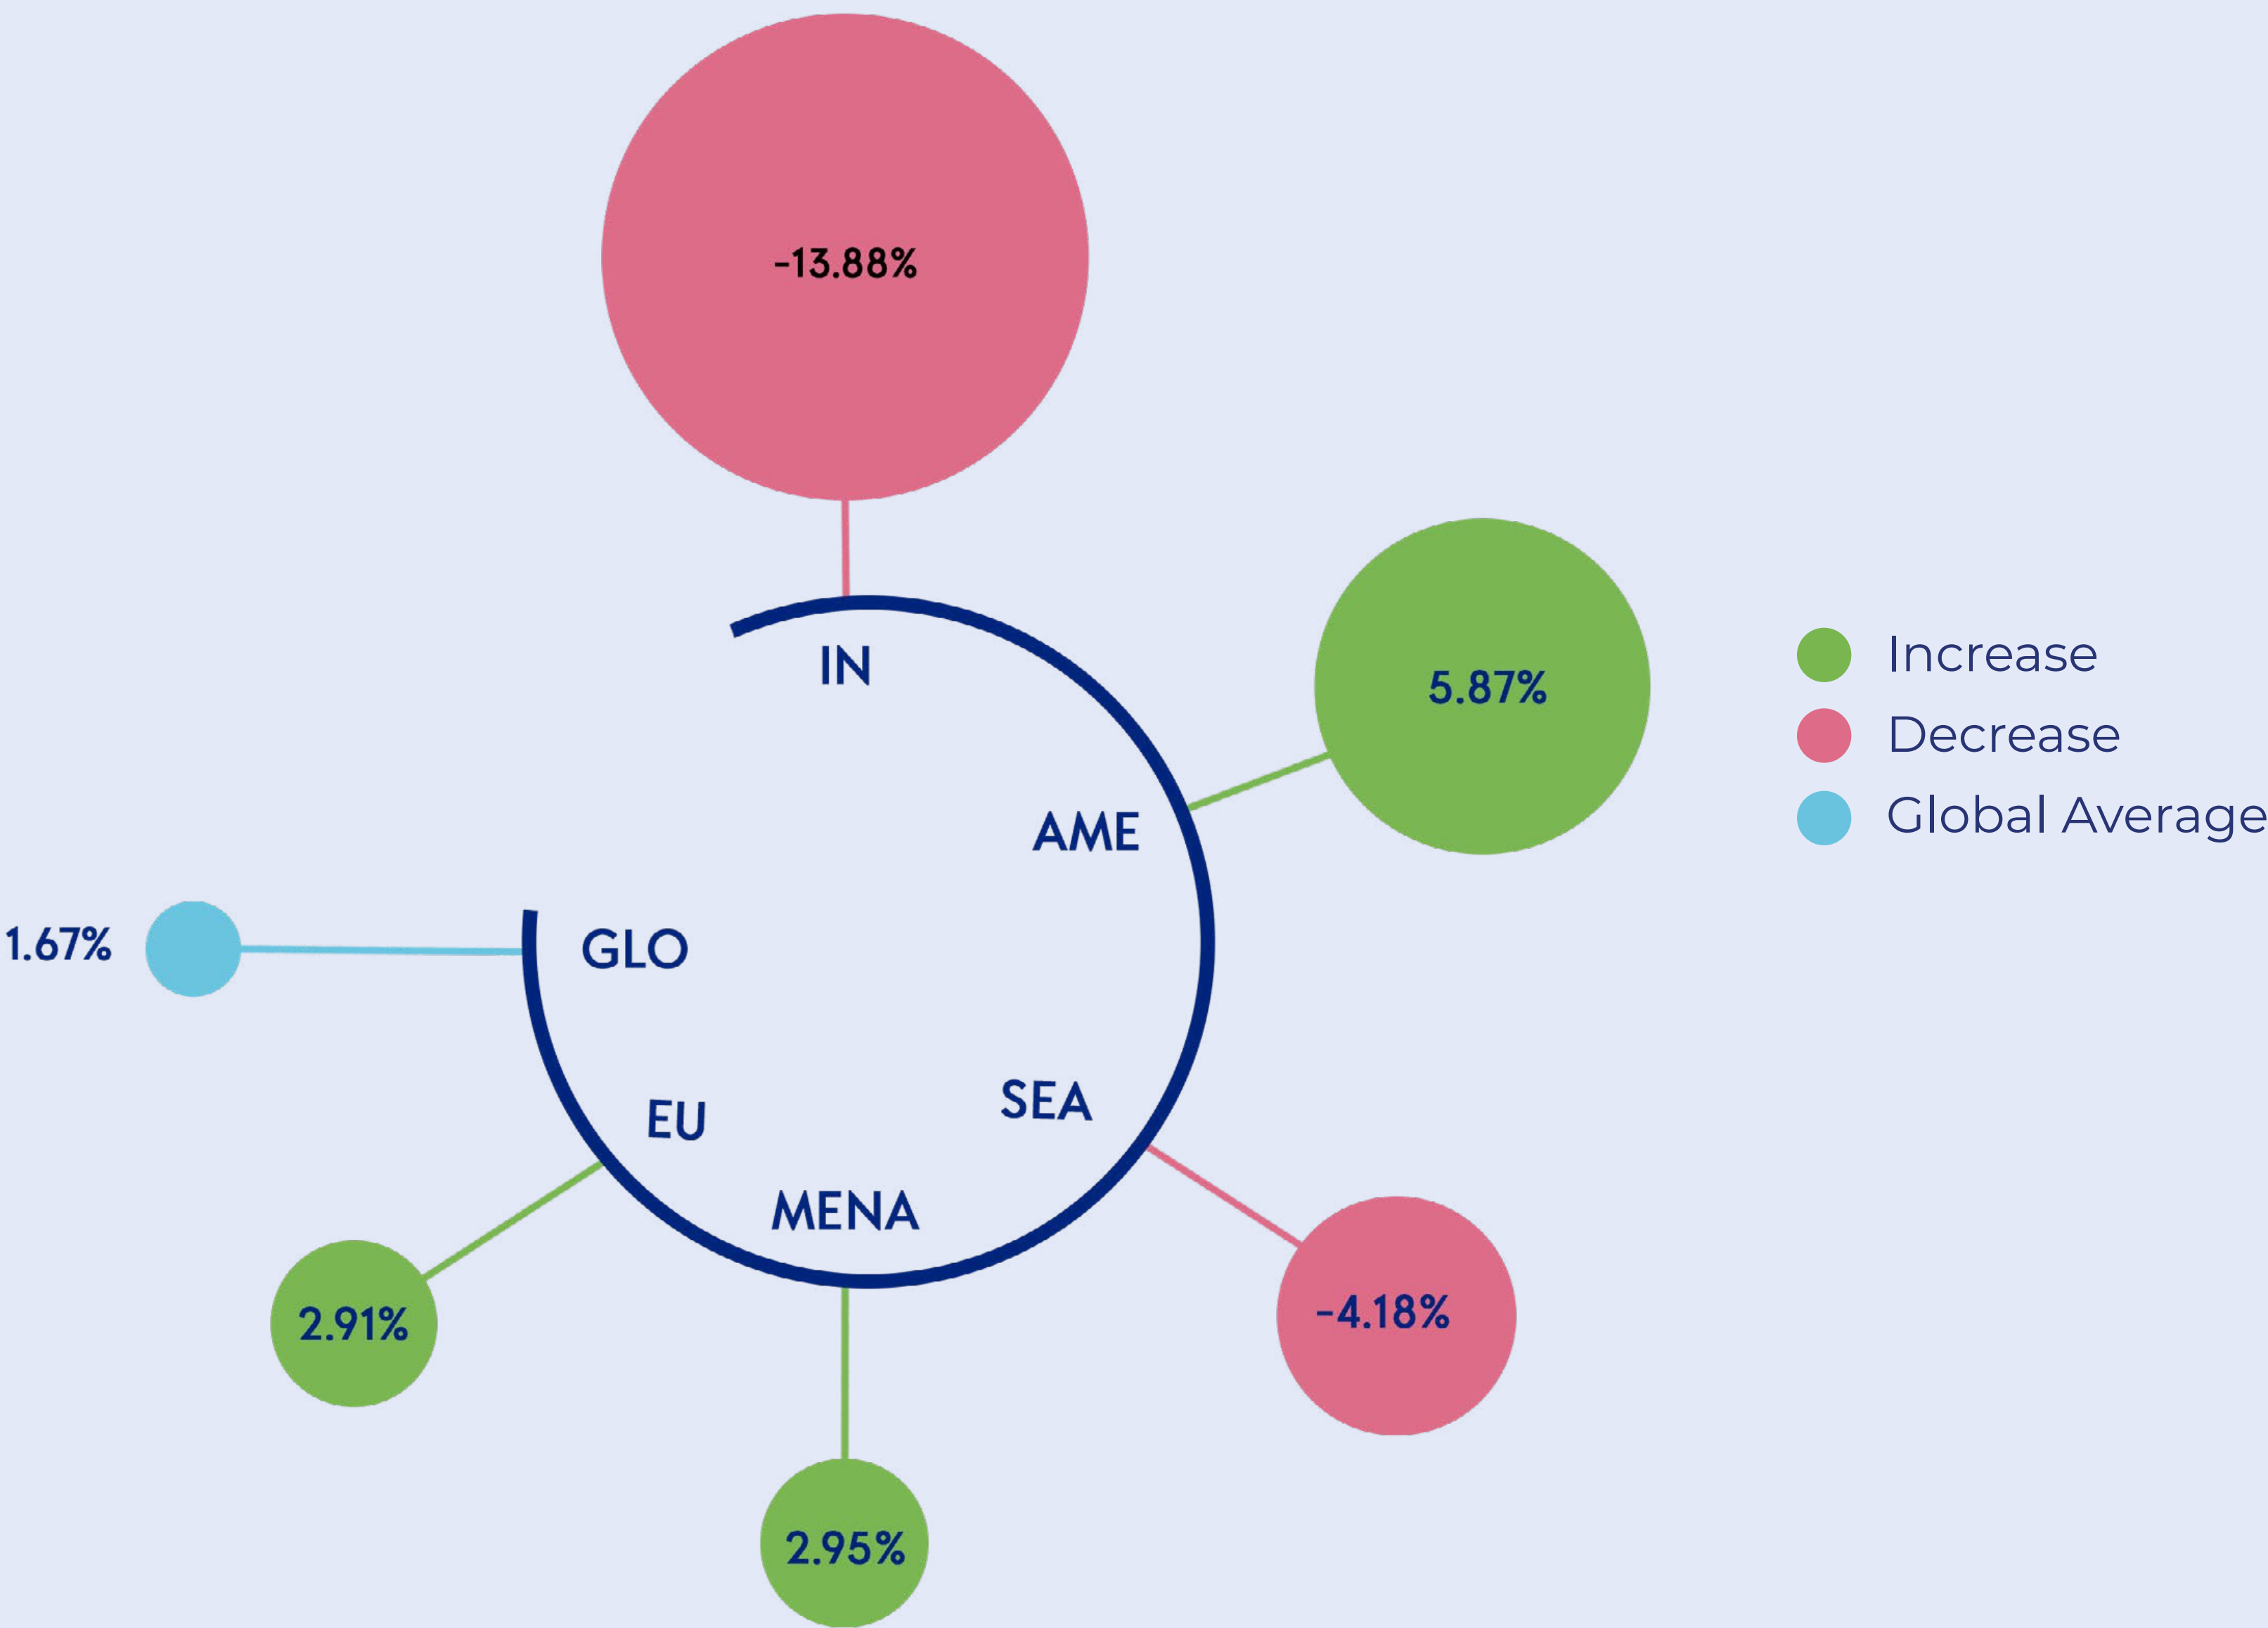 -13.88%
IN
5.87%
AME
Increase
Decrease
Global Average
1.67%
GLO
SEA
EU
MENA
-4.18%
2.91%
2.95%